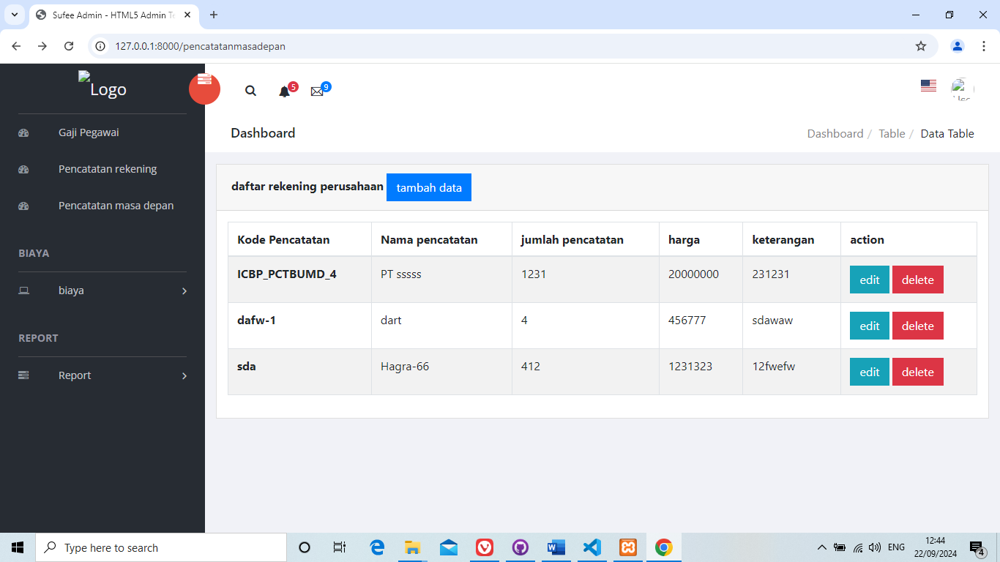 Sufee Admin - HTML5 Admin Te
127.0.0.1:8000/pencatatanmasadepan
Logo
5
9
Gaji Pegawai
Pencatatan rekening
Pencatatan masa depan
BIAYA
biaya
REPORT
Report
Dashboard
Dashboard / Table / Data Table
daftar rekening perusahaan tambah data
Kode Pencatatan Nama pencatatan jumlah pencatatan harga keterangan action
ICBP_PCTBUMD_4 PT sssss 1231 20000000 231231 edit delete
dafw-1 dart 4 456777 sdawaw edit delete
sda Hagra-66 412 1231323 12fwefw edit delete
Type here to search
ENG
12:44
22/09/2024
4